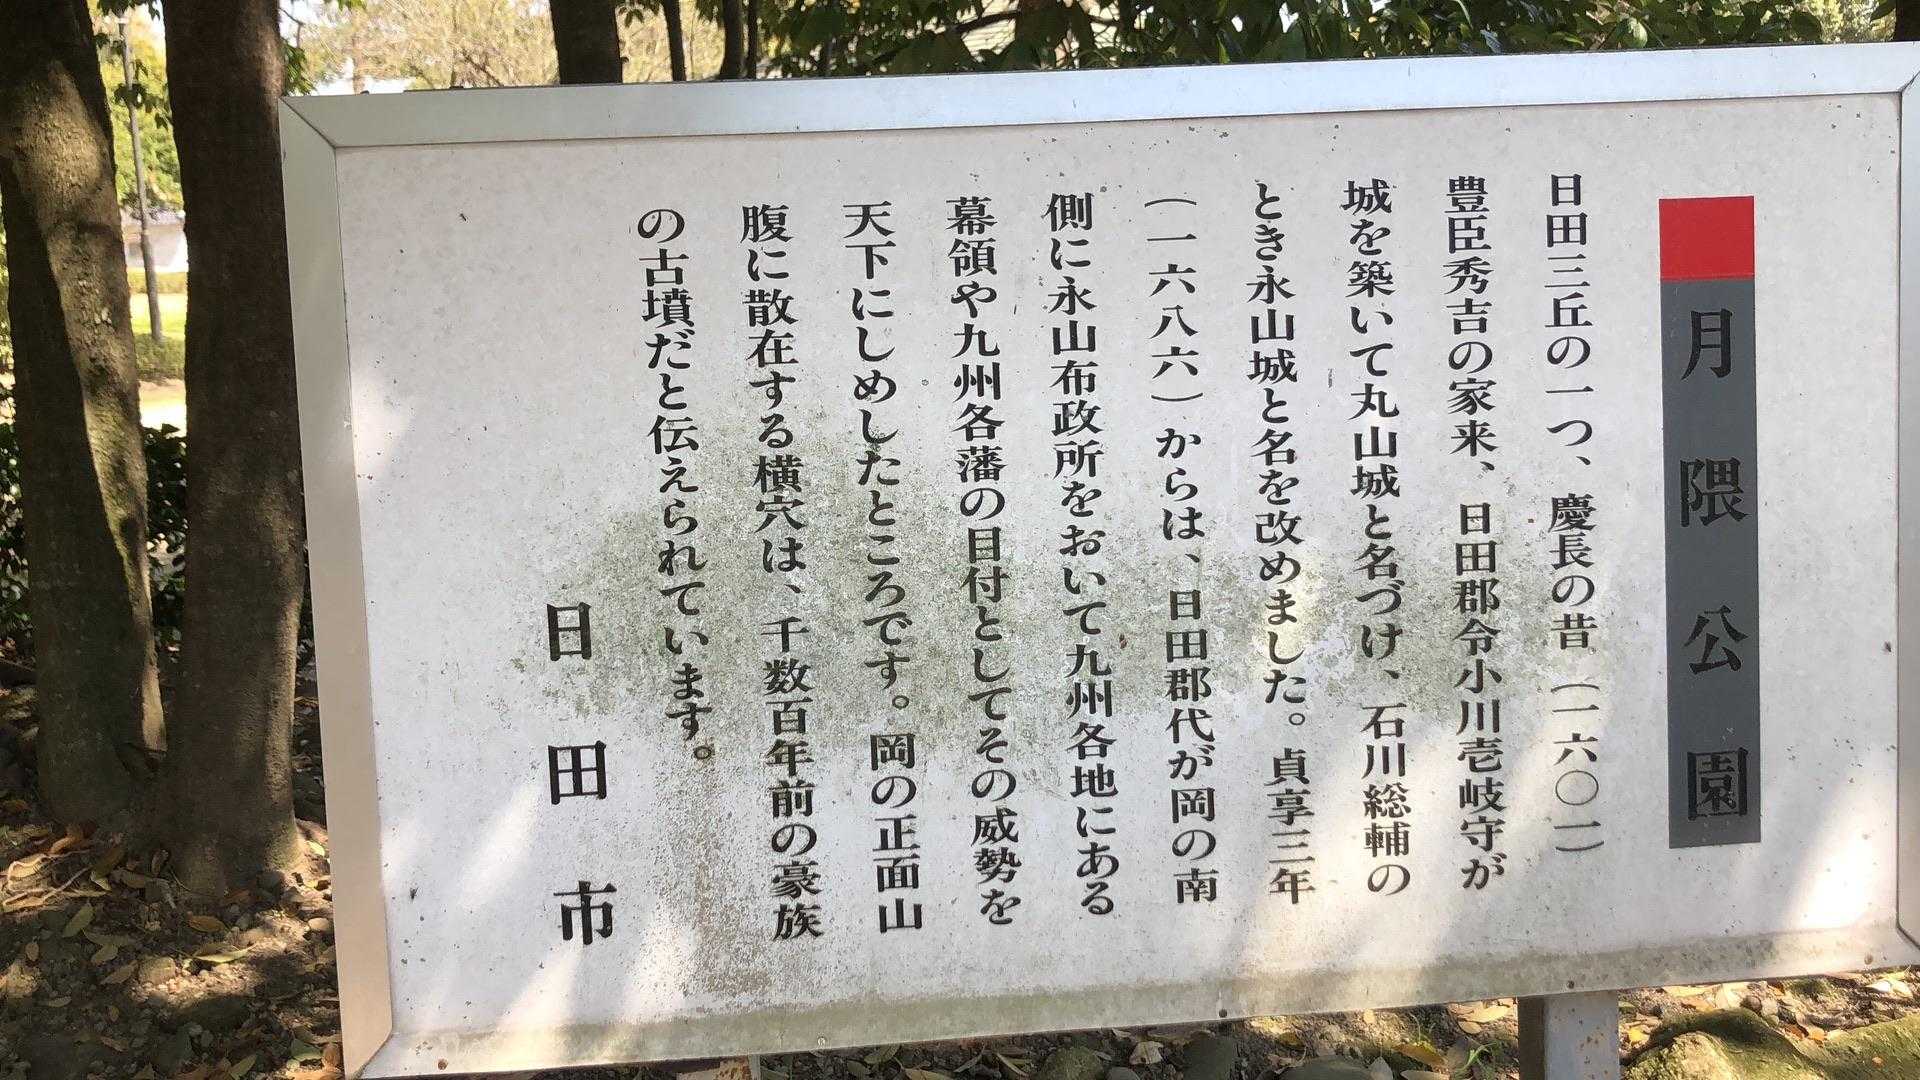 月隈公園
日田三丘の一つ、慶長の昔(一六〇一)
豊臣秀吉の家来、日田郡令小川壱岐守が
城を築いて丸山城と名づけ、石川総輔の
とき永山城と名を改めました。貞享三年
(一六八六)からは、日田郡代が岡の南
側に永山布政所をおいて九州各地にある
幕領や九州各藩の目付としてその威勢を
天下にしめしたところです。岡の正面山
腹に散在する横穴は、千数百年前の豪族
の古墳だと伝えられています。
日田市